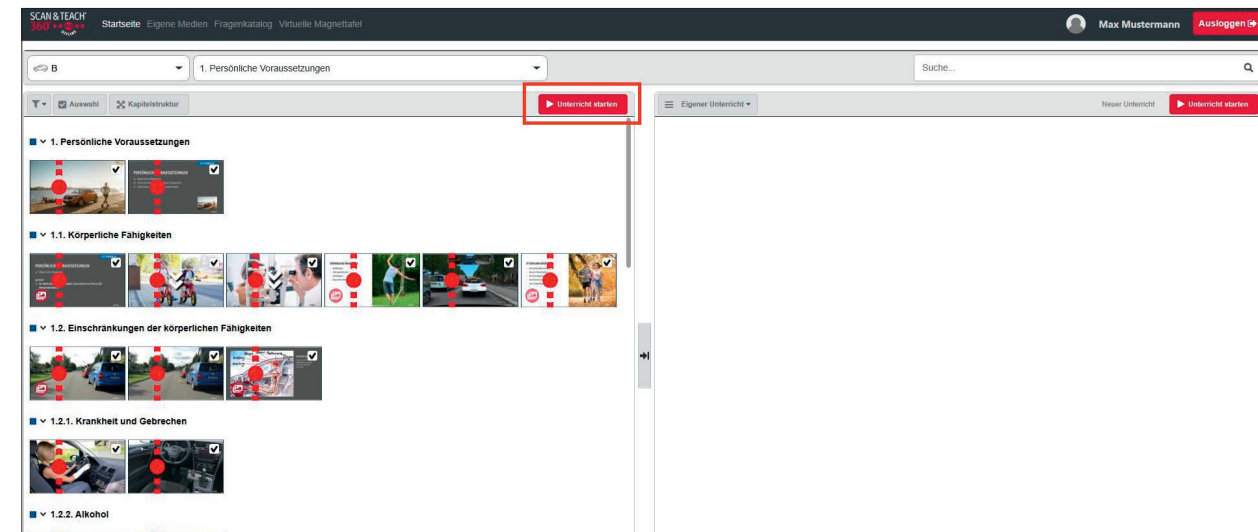 SCAN & TEACH
360°
Startseite Eigene Medien Fragenkatalog Virtuelle Magnettafel
Max Mustermann
Ausloggen
B
1. Persönliche Voraussetzungen
Suche...
Auswahl
Kapitelstruktur
Unterricht starten
Eigener Unterricht
Neuer Unterricht
Unterricht starten
1. Persönliche Voraussetzungen
1.1. Körperliche Fähigkeiten
1.2. Einschränkungen der körperlichen Fähigkeiten
1.2.1. Krankheit und Gebrechen
1.2.2. Alkohol